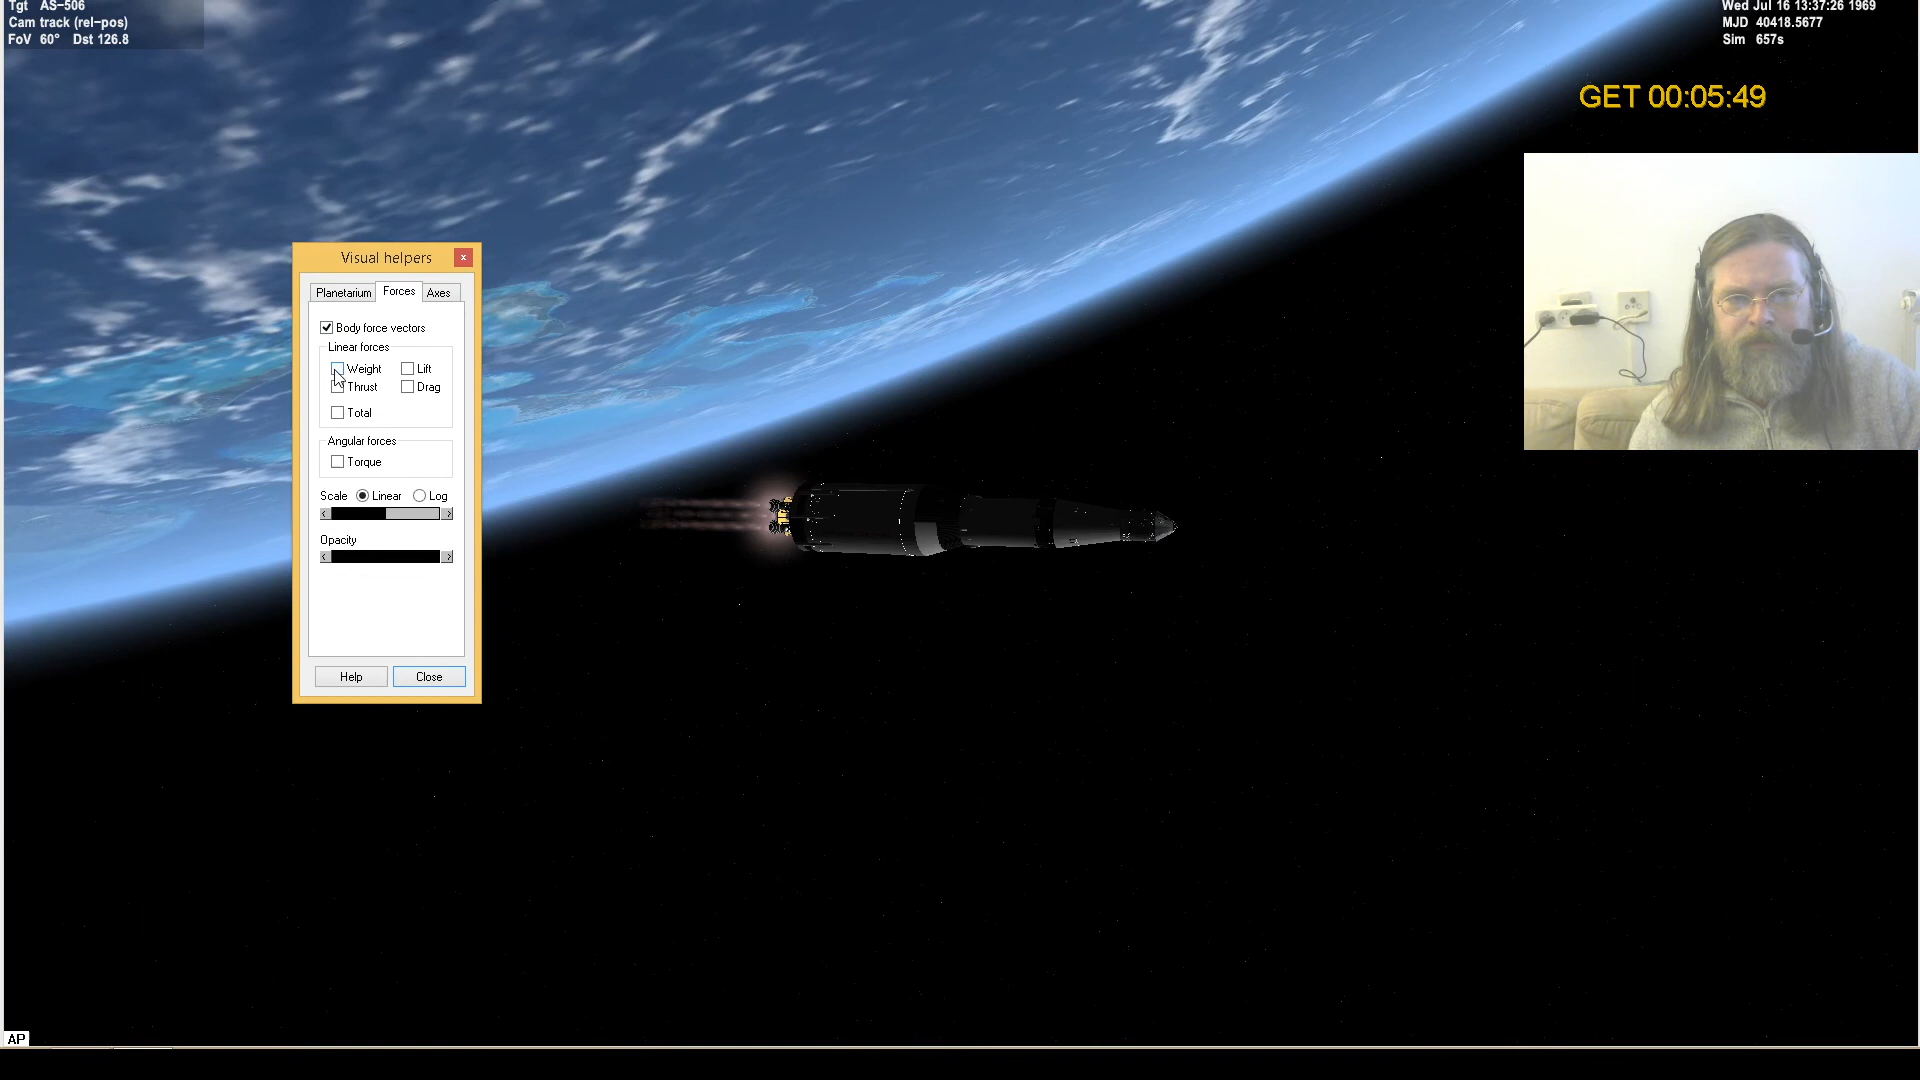 Tgt AS-506
Cam track (rel-pos)
FoV 60° Dst 126.8
Wed Jul 16 13:37:26 1969
MJD 40418.5677
Sim 657s
GET 00:05:49
Visual helpers x
Planetarium Forces Axes
Body force vectors
Linear forces
Weight Lift
Thrust Drag
Total
Angular forces
Torque
Scale Linear Log
Opacity
Help Close
AP